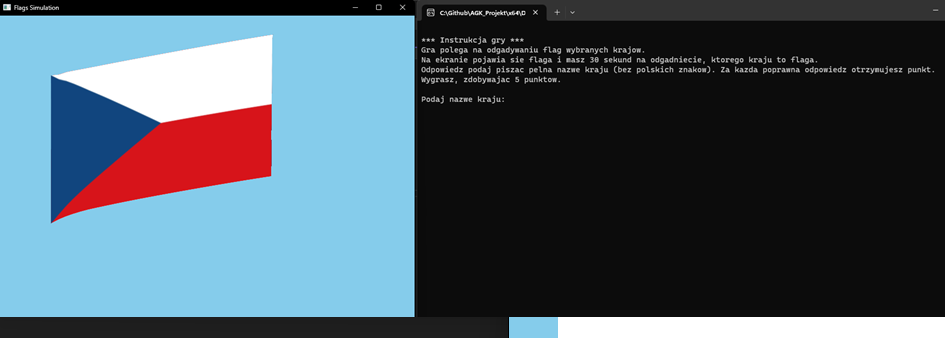 Flags Simulation
C:\Github\AGK_Projekt\x64\D
*** Instrukcja gry ***
Gra polega na odgadywaniu flag wybranych krajow.
Na ekranie pojawia sie flaga i masz 30 sekund na odgadniecie, ktorego kraju to flaga.
Odpowiedz podaj piszac pelna nazwe kraju (bez polskich znakow). Za kazda poprawna odpowiedz otrzymujesz punkt.
Wygrasz, zdobywajac 5 punktow.
Podaj nazwe kraju: